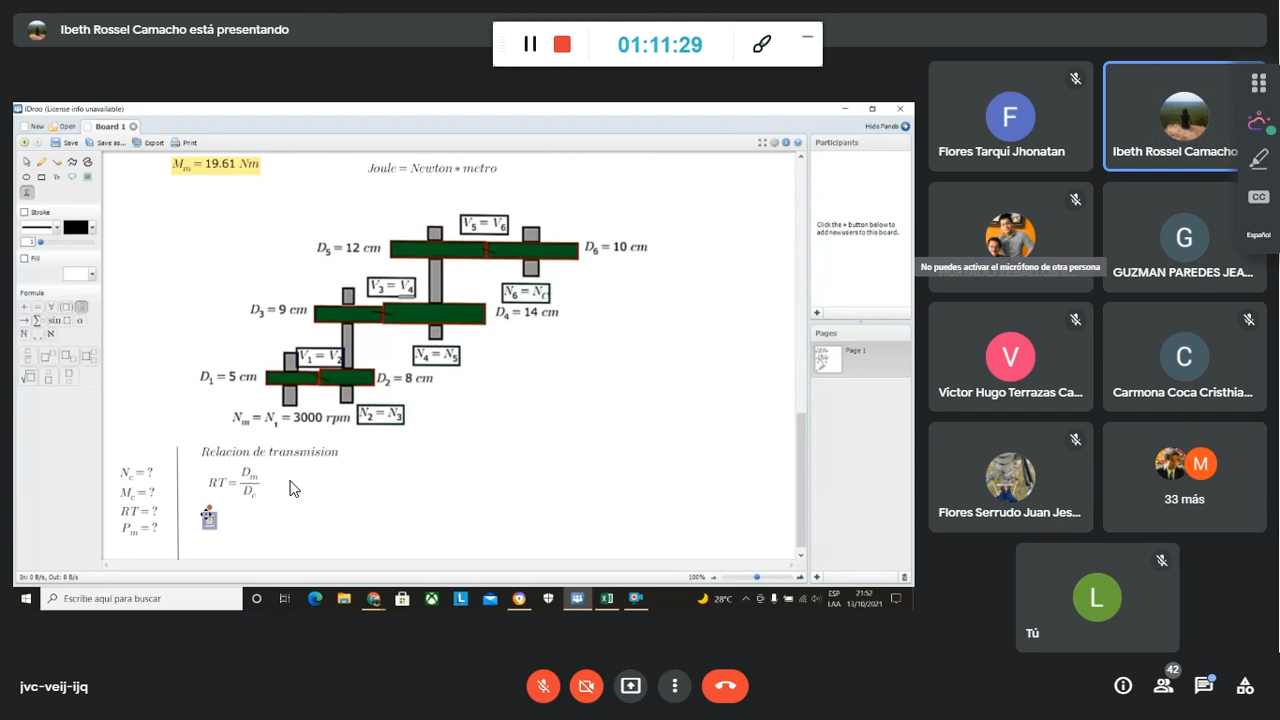 Ibeth Rossel Camacho está presentando
01:11:29
IDroo (License info unavailable)
New Open Board 1
Hide Panels
Save Save as... Export Print
Stroke
1
Fill
Formula
M_m = 19.61 Nm
Joule = Newton * metro
V_5 = V_6
D_5 = 12 cm
D_6 = 10 cm
V_3 = V_4
N_6 = N_C
D_3 = 9 cm
D_4 = 14 cm
V_1 = V_2
N_4 = N_5
D_1 = 5 cm
D_2 = 8 cm
N_m = N_1 = 3000 rpm
N_2 = N_3
Relacion de transmision
N_c = ?
M_c = ?
RT = ?
P_m = ?
RT = D_m / D_c
Participants
Click the + button below to
add new users to this board.
Pages
Page 1
In: 0 B/s, Out: 0 B/s
100%
Escribe aquí para buscar
28°C
ESP
LAA
21:52
13/10/2021
F
Flores Tarqui Jhonatan
Ibeth Rossel Camacho
CC
Español
No puedes activar el micrófono de otra persona
G
GUZMAN PAREDES JEA...
V
Victor Hugo Terrazas Ca...
C
Carmona Coca Cristhia...
Flores Serrudo Juan Jes...
M
33 más
L
Tú
jvc-veij-ijq
42